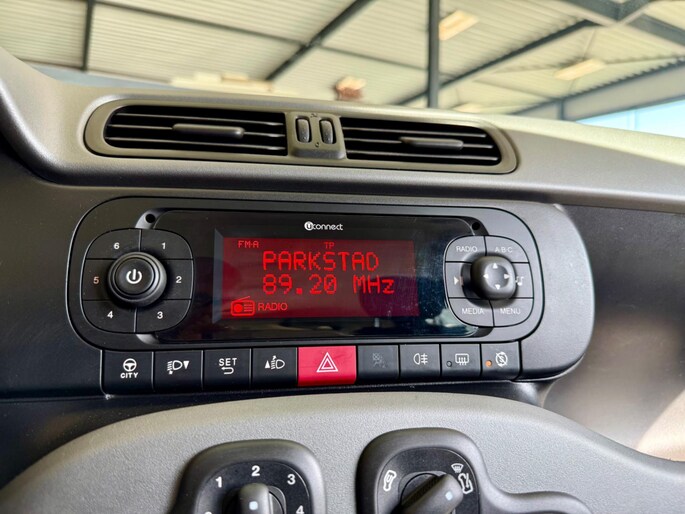 uconnect
FM-A TP
PARKSTAD
89.20 MHz
RADIO
6 1
5 2
4 3
RADIO A B C
MEDIA MENU
CITY
SET
1 2 3 4